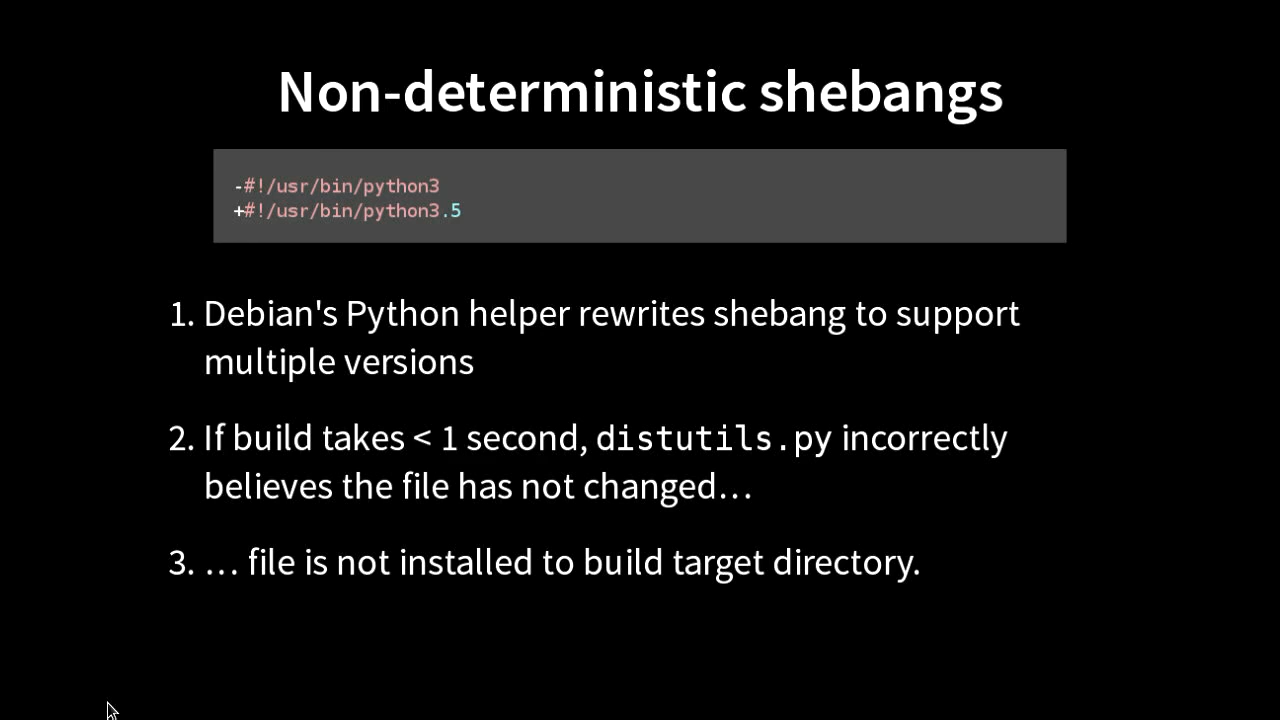 Non-deterministic shebangs
-#!/usr/bin/python3
+#!/usr/bin/python3.5
1. Debian's Python helper rewrites shebang to support
multiple versions
2. If build takes < 1 second, distutils.py incorrectly
believes the file has not changed…
3. … file is not installed to build target directory.